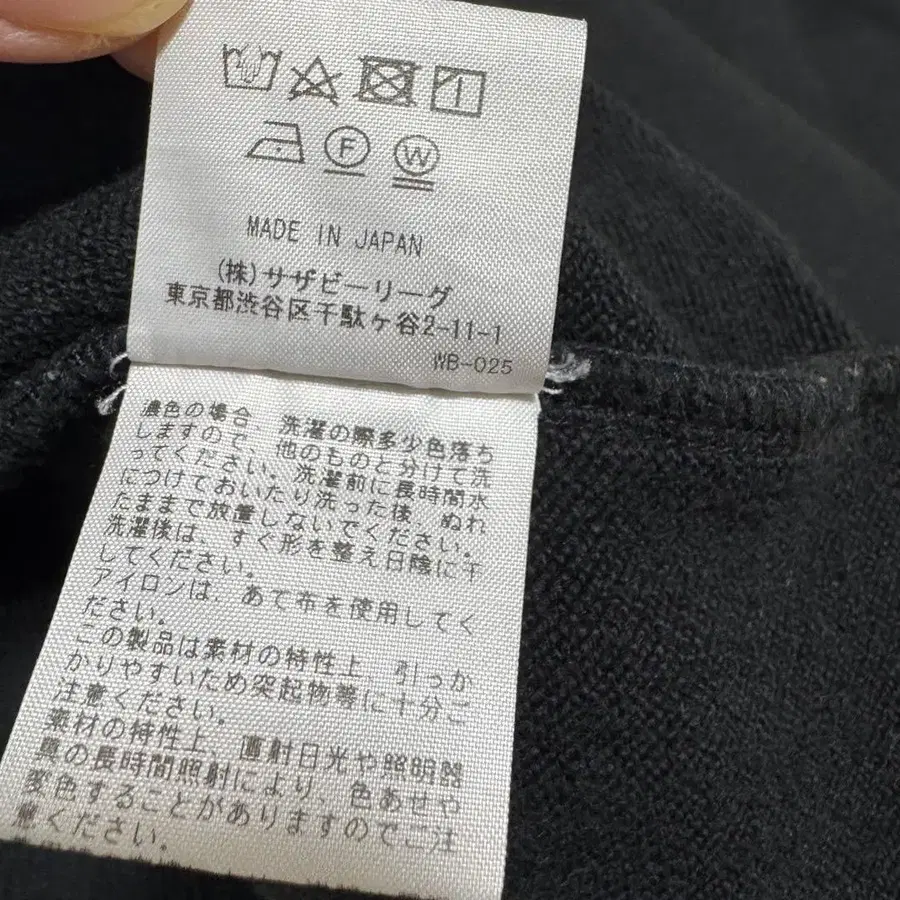 F W
MADE IN JAPAN
(株)サザビーリーグ
東京都渋谷区千駄ヶ谷2-11-1
WB-025
濃色の場合、洗濯の際多少色落ち
しますので、他のものと分けて洗
ってください。洗濯前に長時間水
につけておいたり洗った後、ぬれ
たままで放置しないでください。
洗濯後は、すぐ形を整え日陰に干
してください。
アイロンは、あて布を使用してく
ださい。
この製品は素材の特性上、引っか
かりやすいため突起物等に十分ご
注意ください。
素材の特性上、直射日光や照明器
具の長時間照射により、色あせや
変色することがありますのでご注
意ください。